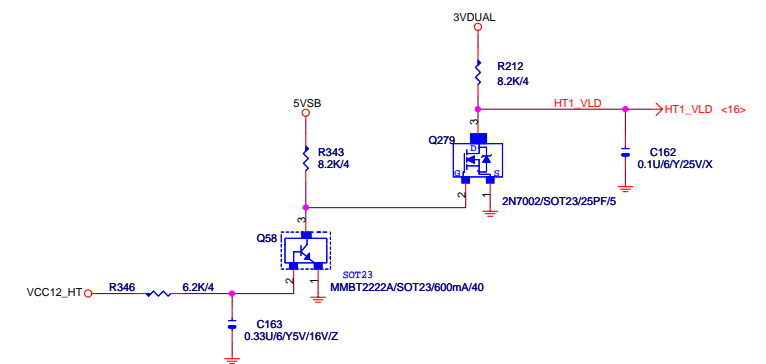 3VDUAL
R212
8.2K/4
5VSB
HT1_VLD
HT1_VLD <16>
R343
8.2K/4
3
Q279
D
G
S
C162
0.1U/6/Y/25V/X
2
1
2N7002/SOT23/25PF/5
3
Q58
SOT23
2
1
MMBT2222A/SOT23/600mA/40
VCC12_HT
R346
6.2K/4
C163
0.33U/6/Y5V/16V/Z